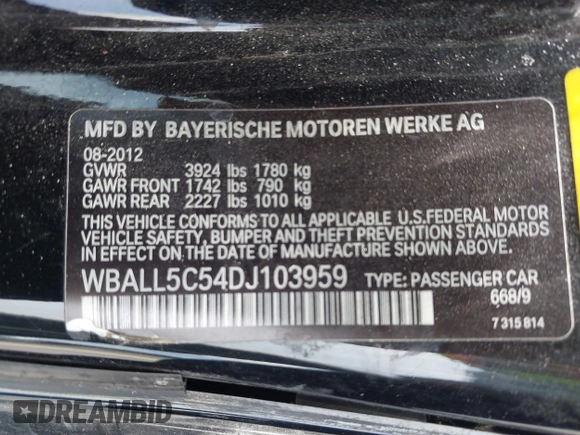 MFD BY BAYERISCHE MOTOREN WERKE AG
08-2012
GVWR 3924 lbs 1780 kg
GAWR FRONT 1742 lbs 790 kg
GAWR REAR 2227 lbs 1010 kg
THIS VEHICLE CONFORMS TO ALL APPLICABLE U.S.FEDERAL MOTOR
VEHICLE SAFETY, BUMPER AND THEFT PREVENTION STANDARDS
IN EFFECT ON THE DATE OF MANUFACTURE SHOWN ABOVE.
WBALL5C54DJ103959 TYPE: PASSENGER CAR
668/9
7 315 814
DREAMBID